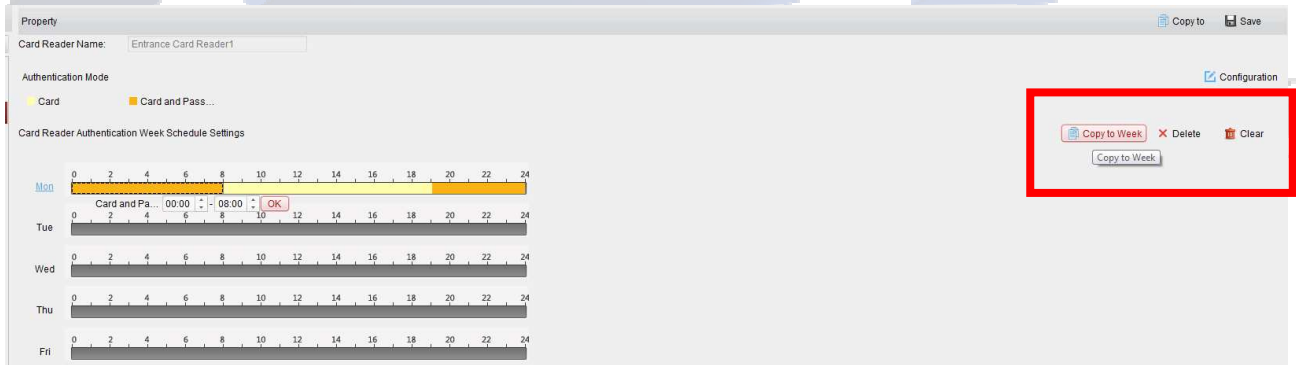 Property Copy to Save
Card Reader Name: Entrance Card Reader1
Authentication Mode Configuration
Card Card and Pass...
Card Reader Authentication Week Schedule Settings Copy to Week Delete Clear
Copy to Week
0 2 4 6 8 10 12 14 16 18 20 22 24
Mon
Card and Pa... 00:00 - 08:00 OK
0 2 4 6 8 10 12 14 16 18 20 22 24
Tue
0 2 4 6 8 10 12 14 16 18 20 22 24
Wed
0 2 4 6 8 10 12 14 16 18 20 22 24
Thu
0 2 4 6 8 10 12 14 16 18 20 22 24
Fri